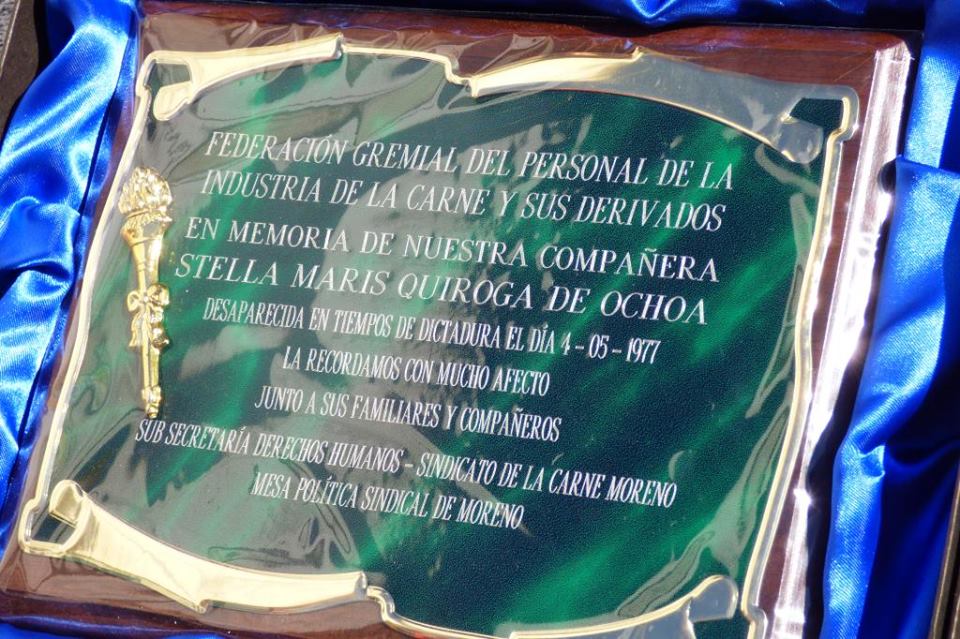 FEDERACIÓN GREMIAL DEL PERSONAL DE LA
INDUSTRIA DE LA CARNE Y SUS DERIVADOS
EN MEMORIA DE NUESTRA COMPAÑERA
STELLA MARIS QUIROGA DE OCHOA
DESAPARECIDA EN TIEMPOS DE DICTADURA EL DÍA 4 - 05 - 1977
LA RECORDAMOS CON MUCHO AFECTO
JUNTO A SUS FAMILIARES Y COMPAÑEROS
SUB SECRETARÍA DERECHOS HUMANOS - SINDICATO DE LA CARNE MORENO
MESA POLÍTICA SINDICAL DE MORENO